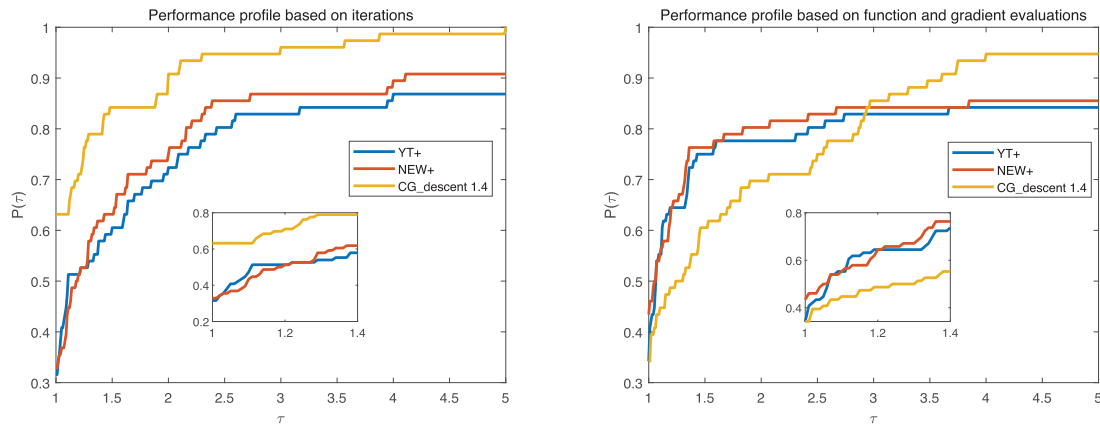 Performance profile based on iterations
P(τ)
1
0.9
0.8
0.7
0.6
0.5
0.4
0.3
1 1.5 2 2.5 3 3.5 4 4.5 5
τ
YT+
NEW+
CG_descent 1.4
0.8
0.6
0.4
0.2
1 1.2 1.4
Performance profile based on function and gradient evaluations
P(τ)
1
0.9
0.8
0.7
0.6
0.5
0.4
0.3
1 1.5 2 2.5 3 3.5 4 4.5 5
τ
YT+
NEW+
CG_descent 1.4
0.8
0.6
0.4
1 1.2 1.4